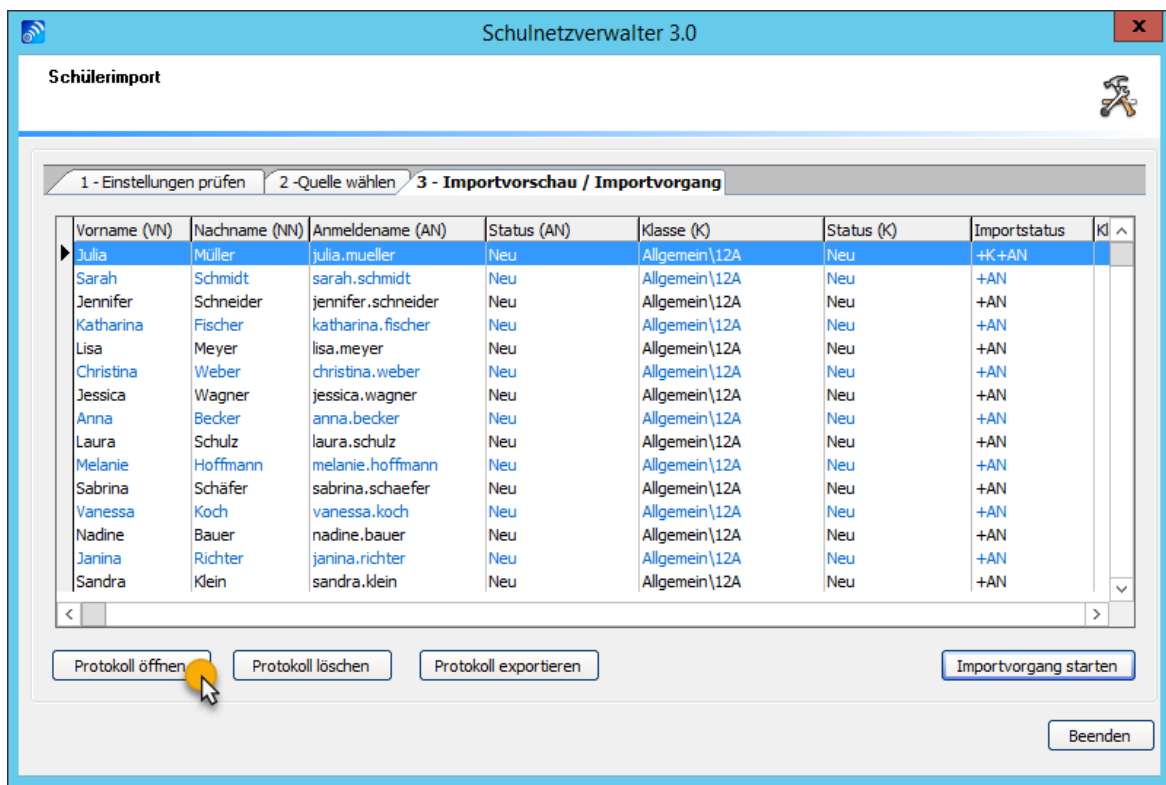 Schulnetzverwalter 3.0
x
Schülerimport
1 - Einstellungen prüfen 2 -Quelle wählen 3 - Importvorschau / Importvorgang
Vorname (VN) Nachname (NN) Anmeldename (AN) Status (AN) Klasse (K) Status (K) Importstatus Kl
Julia Müller julia.mueller Neu Allgemein\12A Neu +K+AN
Sarah Schmidt sarah.schmidt Neu Allgemein\12A Neu +AN
Jennifer Schneider jennifer.schneider Neu Allgemein\12A Neu +AN
Katharina Fischer katharina.fischer Neu Allgemein\12A Neu +AN
Lisa Meyer lisa.meyer Neu Allgemein\12A Neu +AN
Christina Weber christina.weber Neu Allgemein\12A Neu +AN
Jessica Wagner jessica.wagner Neu Allgemein\12A Neu +AN
Anna Becker anna.becker Neu Allgemein\12A Neu +AN
Laura Schulz laura.schulz Neu Allgemein\12A Neu +AN
Melanie Hoffmann melanie.hoffmann Neu Allgemein\12A Neu +AN
Sabrina Schäfer sabrina.schaefer Neu Allgemein\12A Neu +AN
Vanessa Koch vanessa.koch Neu Allgemein\12A Neu +AN
Nadine Bauer nadine.bauer Neu Allgemein\12A Neu +AN
Janina Richter janina.richter Neu Allgemein\12A Neu +AN
Sandra Klein sandra.klein Neu Allgemein\12A Neu +AN
Protokoll öffnen Protokoll löschen Protokoll exportieren Importvorgang starten
Beenden